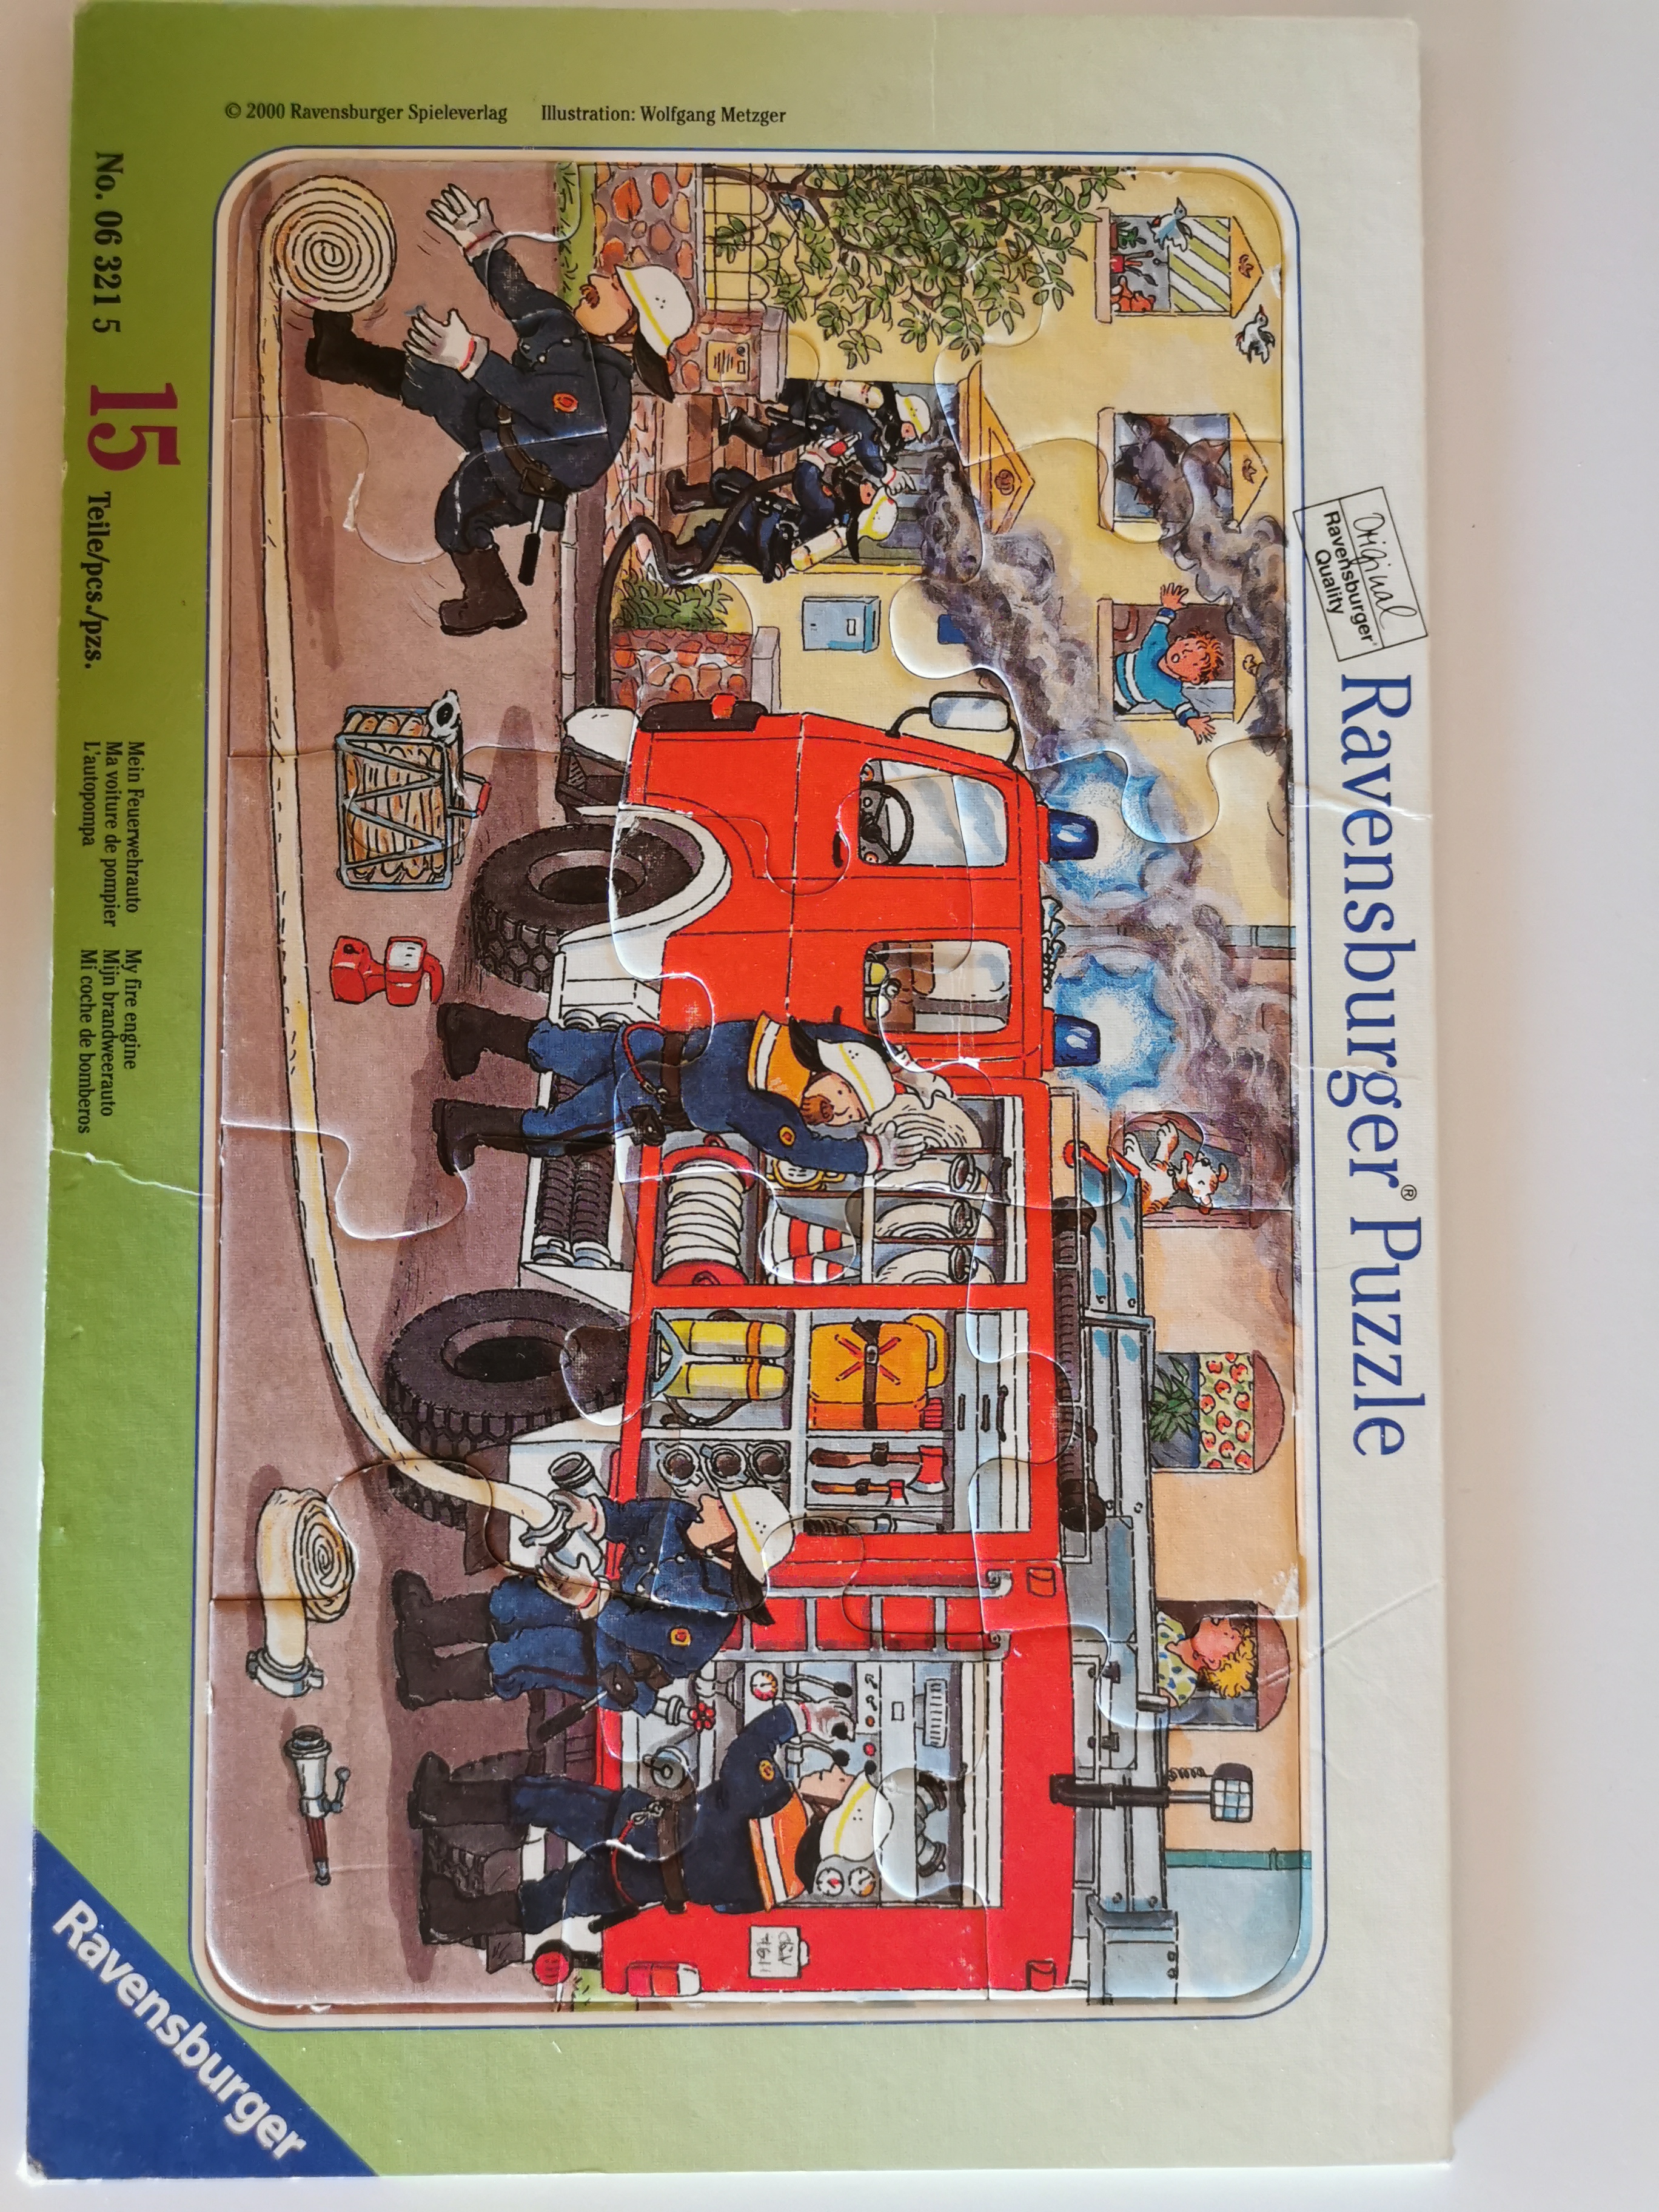 Original
Ravensburger®
Quality
Ravensburger® Puzzle
© 2000 Ravensburger Spieleverlag Illustration: Wolfgang Metzger
No. 06 321 5 15 Teile/pcs./pzs.
Mein Feuerwehrauto
Ma voiture de pompier
L'autopompa
My fire engine
Mijn brandweerauto
Mi coche de bomberos
Ravensburger